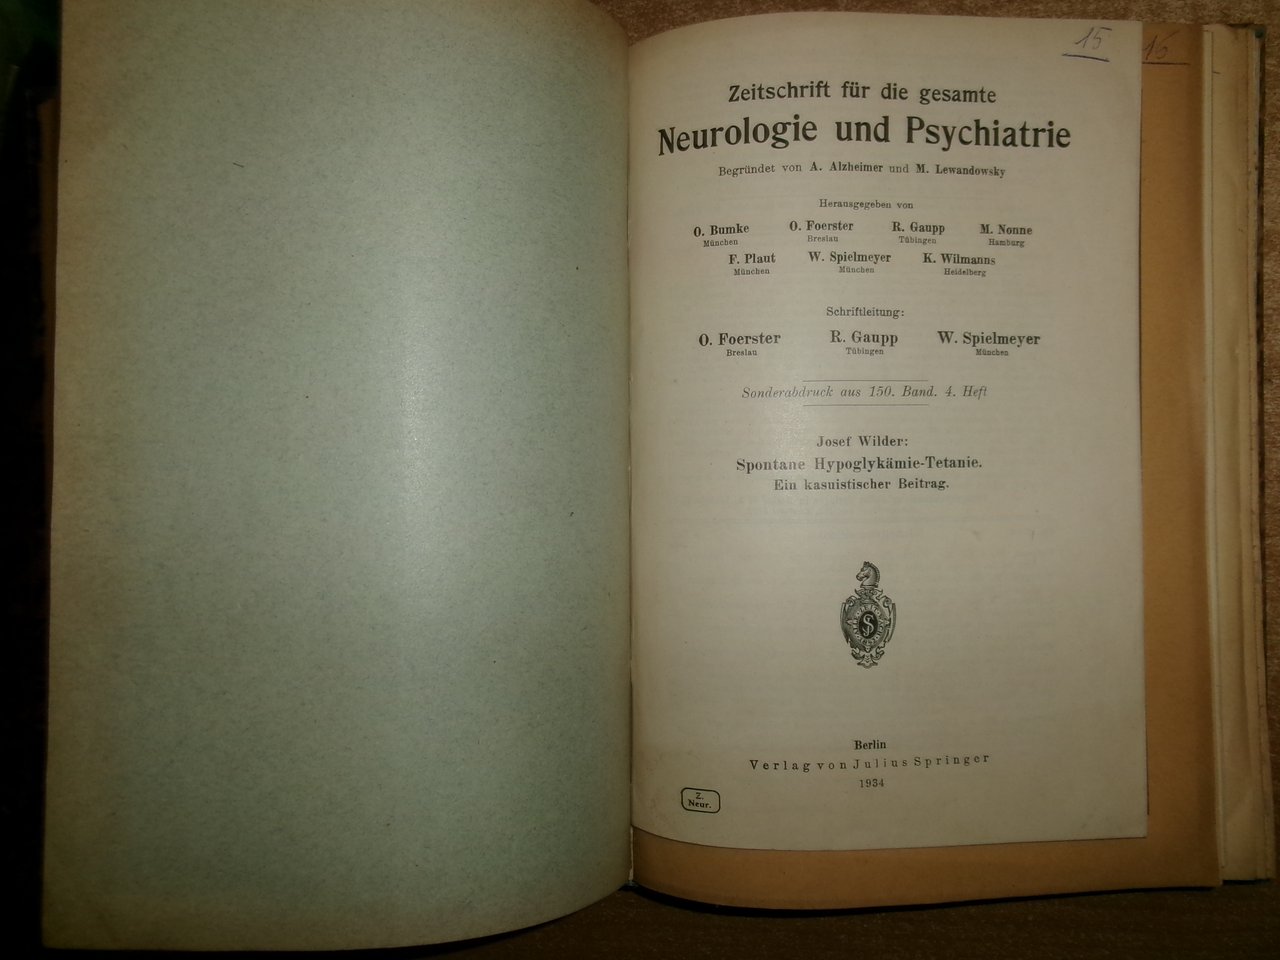 15
16
Zeitschrift für die gesamte
Neurologie und Psychiatrie
Begründet von A. Alzheimer und M. Lewandowsky
Herausgegeben von
O. Bumke O. Foerster R. Gaupp M. Nonne
München Breslau Tübingen Hamburg
F. Plaut W. Spielmeyer K. Wilmanns
München München Heidelberg
Schriftleitung:
O. Foerster R. Gaupp W. Spielmeyer
Breslau Tübingen München
Sonderabdruck aus 150. Band. 4. Heft
Josef Wilder:
Spontane Hypoglykämie-Tetanie.
Ein kasuistischer Beitrag.
Berlin
Verlag von Julius Springer
1934
Z.
Neur.